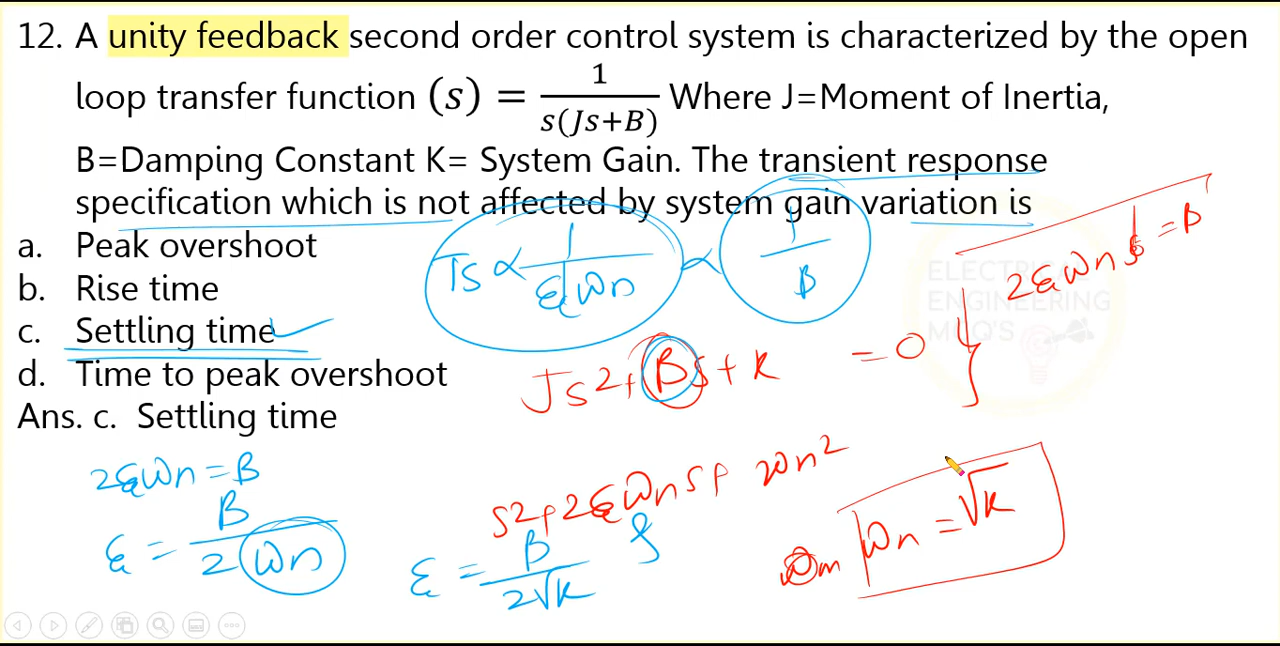 12. A unity feedback second order control system is characterized by the open
loop transfer function (s) = 1/s(Js+B) Where J=Moment of Inertia,
B=Damping Constant K= System Gain. The transient response
specification which is not affected by system gain variation is
a. Peak overshoot
b. Rise time
c. Settling time
d. Time to peak overshoot
Ans. c. Settling time
Ts ∝ 1/ξωn ∝ 1/B
2ξωn = B
ELECTRICAL
ENGINEERING
MCQ'S
Js2+Bs+K = 0
2ξωn = B
ξ = B/2ωn
S2+2ξωnS+ωn2
ξ = B/2√K
ωn = √K